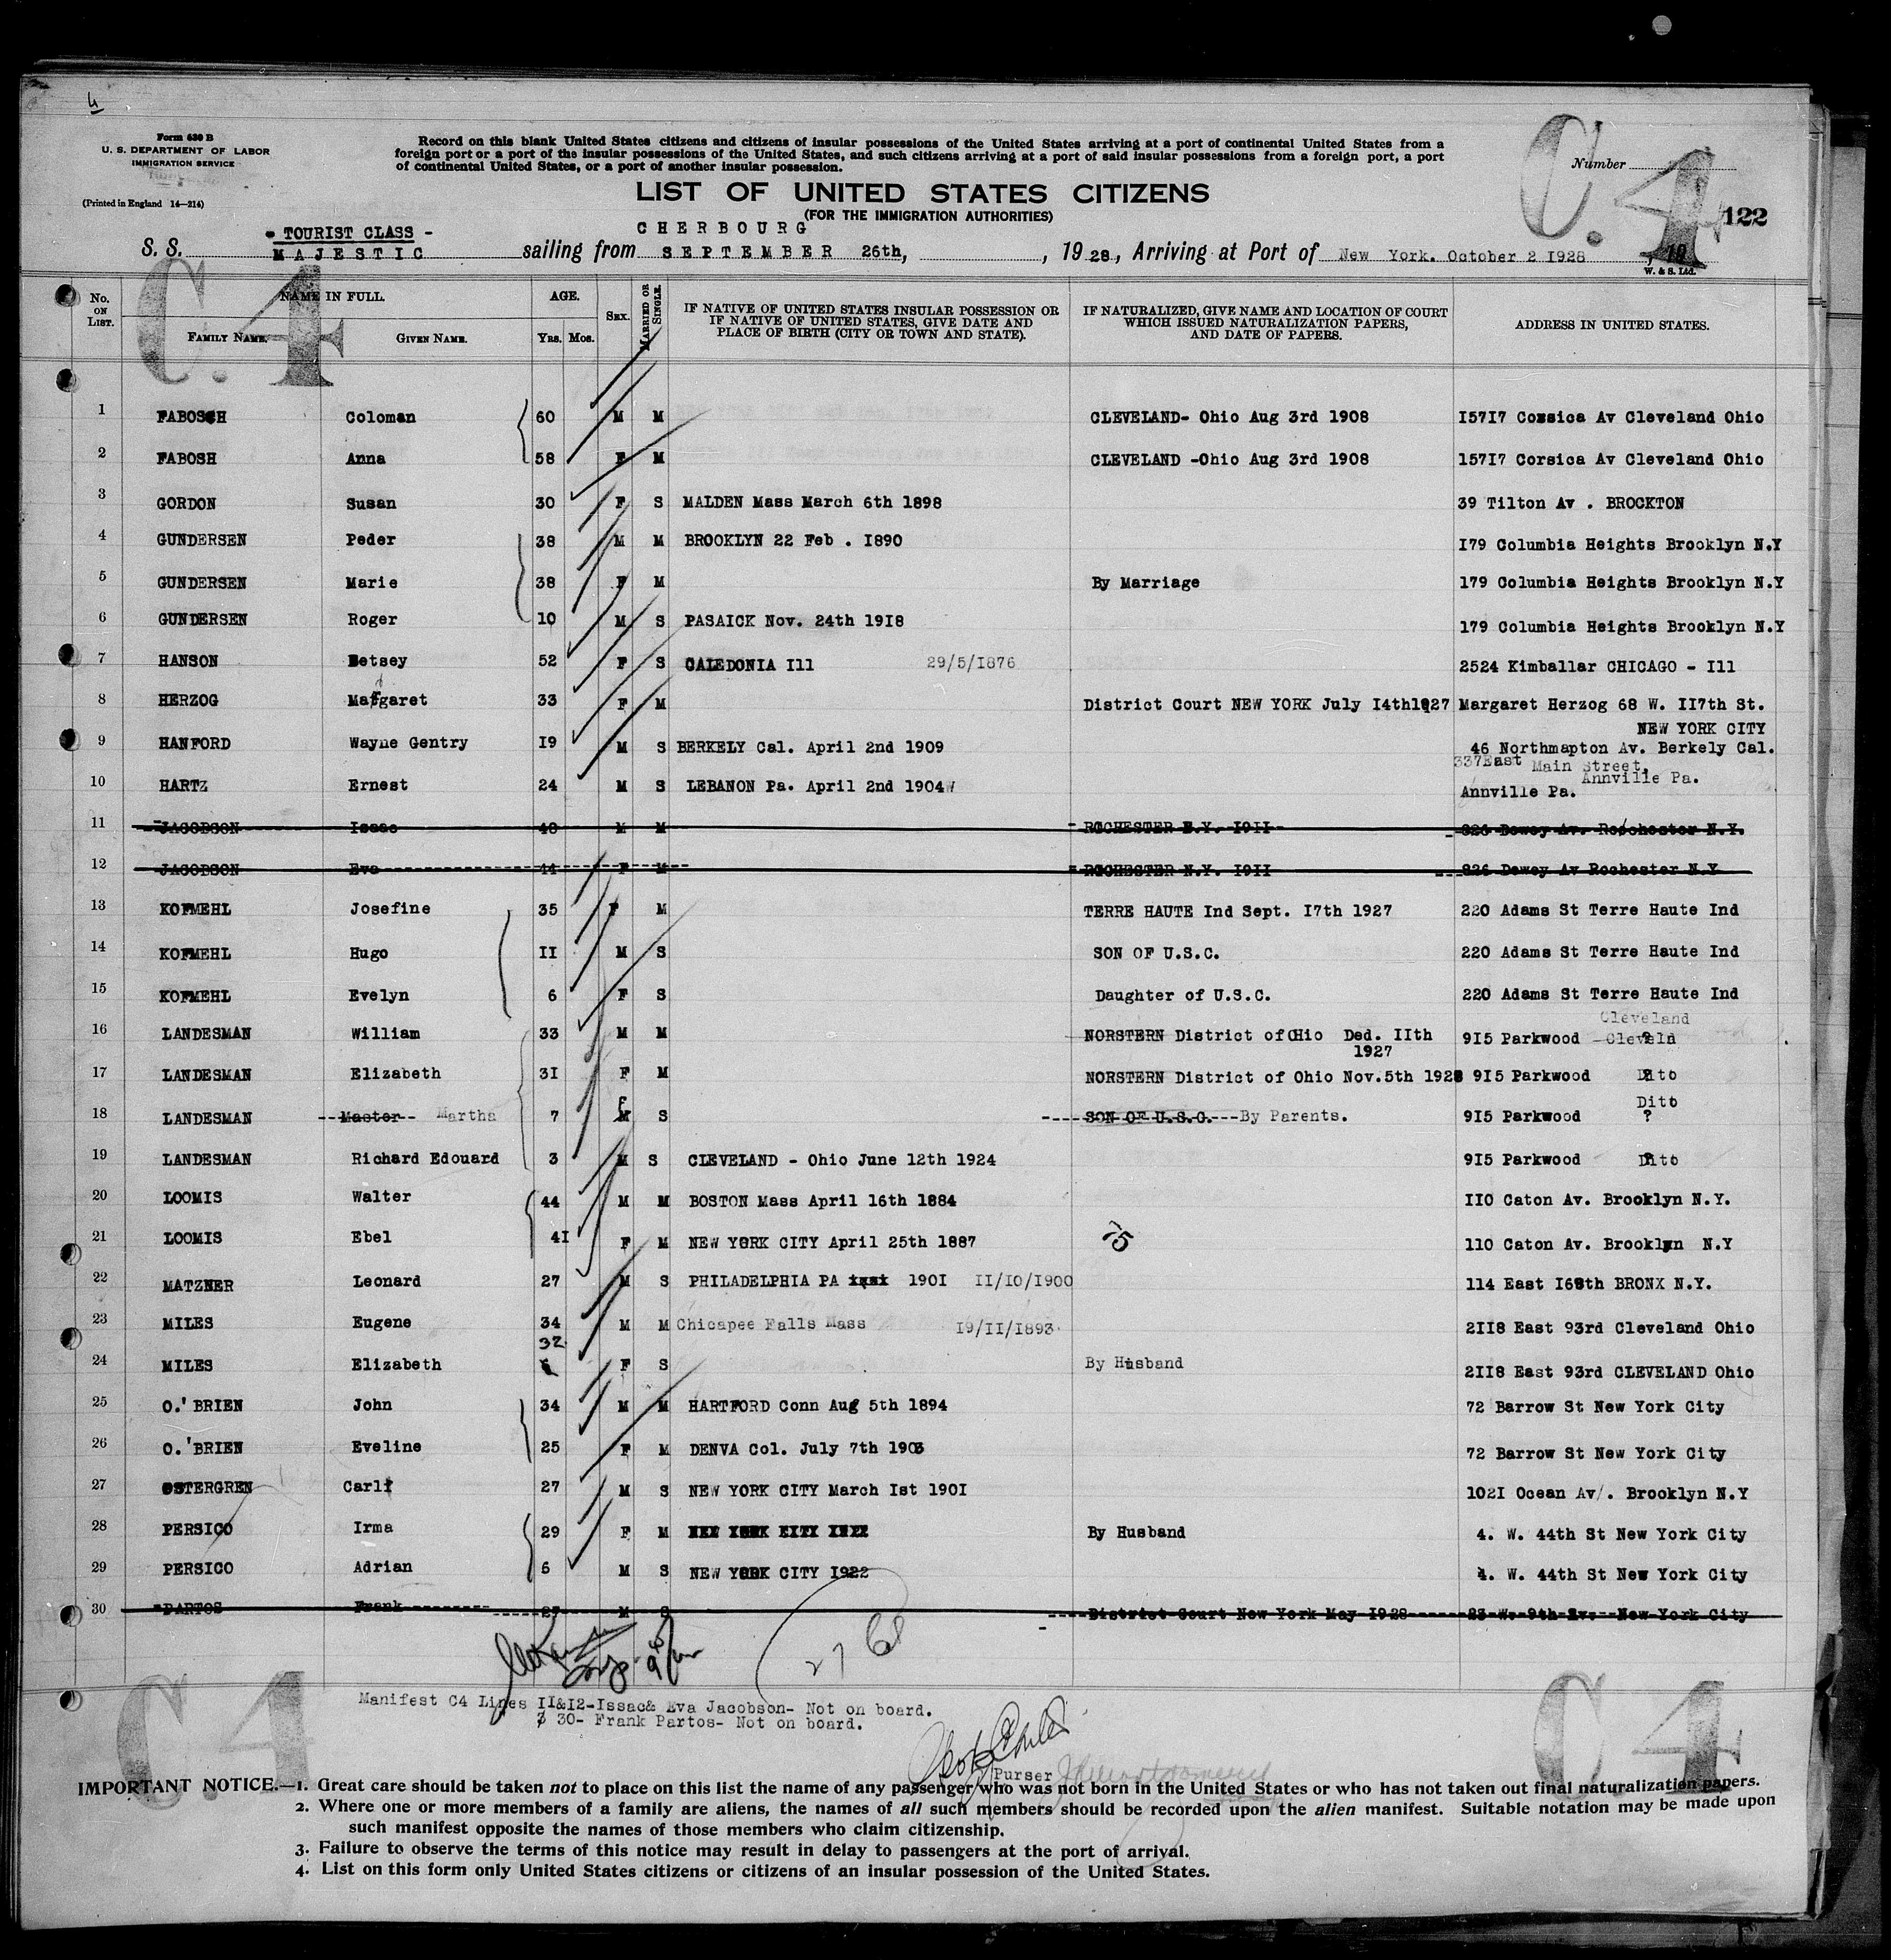 4
Form 630 B
U. S. DEPARTMENT OF LABOR
IMMIGRATION SERVICE
(Printed in England 14—214)
Record on this blank United States citizens and citizens of insular possessions of the United States arriving at a port of continental United States from a
foreign port or a port of the insular possessions of the United States, and such citizens arriving at a port of said insular possessions from a foreign port, a port
of continental United States, or a port of another insular possession.
LIST OF UNITED STATES CITIZENS
(FOR THE IMMIGRATION AUTHORITIES)
Number
C.4
122
- TOURIST CLASS -
CHERBOURG
S. S. MAJESTIC sailing from SEPTEMBER 26th, , 19 28, Arriving at Port of New York. October 2 1928 , 19
W. & S. Ltd.
C.4
No. ON LIST. NAME IN FULL. FAMILY NAME. GIVEN NAME. AGE. YRS. MOS. SEX. MARRIED OR SINGLE. IF NATIVE OF UNITED STATES INSULAR POSSESSION OR IF NATIVE OF UNITED STATES, GIVE DATE AND PLACE OF BIRTH (CITY OR TOWN AND STATE). IF NATURALIZED, GIVE NAME AND LOCATION OF COURT WHICH ISSUED NATURALIZATION PAPERS, AND DATE OF PAPERS. ADDRESS IN UNITED STATES.
1 FABOSCH Coloman 60 M M CLEVELAND- Ohio Aug 3rd 1908 15717 Corsica Av Cleveland Ohio
2 FABOSH Anna 58 F M CLEVELAND -Ohio Aug 3rd 1908 15717 Corsica Av Cleveland Ohio
3 GORDON Susan 30 F S MALDEN Mass March 6th 1898 39 Tilton Av . BROCKTON
4 GUNDERSEN Peder 38 M M BROOKLYN 22 Feb . 1890 179 Columbia Heights Brooklyn N.Y
5 GUNDERSEN Marie 38 F M By Marriage 179 Columbia Heights Brooklyn N.Y
6 GUNDERSEN Roger 10 M S PASAICK Nov. 24th 1918 179 Columbia Heights Brooklyn N.Y
7 HANSON Betsey 52 F S CALEDONIA Ill 29/5/1876 2524 Kimballar CHICAGO - Ill
8 HERZOG Margaret 33 F M District Court NEW YORK July 14th1927 Margaret Herzog 68 W. 117th St.
NEW YORK CITY
9 HANFORD Wayne Gentry 19 M S BERKELY Cal. April 2nd 1909 46 Northmapton Av. Berkely Cal.
337East Main Street,
Annville Pa.
10 HARTZ Ernest 24 M S LEBANON Pa. April 2nd 1904 Annville Pa.
11 JACOBSON Isaac 48 M M ROCHESTER N.Y. 1911 826 Dewey Av. Rochester N.Y.
12 JACOBSON Eva 44 F M ROCHESTER N.Y. 1911 826 Dewey Av Rochester N.Y
13 KOFMEHL Josefine 35 F M TERRE HAUTE Ind Sept. 17th 1927 220 Adams St Terre Haute Ind
14 KOFMEHL Hugo 11 M S SON OF U.S.C. 220 Adams St Terre Haute Ind
15 KOFMEHL Evelyn 6 F S Daughter of U.S.C. 220 Adams St Terre Haute Ind
Cleveland
16 LANDESMAN William 33 M M NORSTERN District of Ohio Ded. 11th 915 Parkwood Cleveln
1927
17 LANDESMAN Elizabeth 31 F M NORSTERN District of Ohio Nov.5th 1928 915 Parkwood Ditto
Ditto
18 LANDESMAN --Master-- Martha 7 f M S ----SON OF U.S.C.---By Parents. 915 Parkwood ?
19 LANDESMAN Richard Edouard 3 M S CLEVELAND - Ohio June 12th 1924 915 Parkwood Ditto
20 LOOMIS Walter 44 M M BOSTON Mass April 16th 1884 110 Caton Av. Brooklyn N.Y.
21 LOOMIS Ebel 41 F M NEW YORK CITY April 25th 1887 110 Caton Av. Brooklyn N.Y
22 MATZNER Leonard 27 M S PHILADELPHIA PA 1901 11/10/1900 114 East 168th BRONX N.Y.
23 MILES Eugene 34 M M Chicapee Falls Mass 19/11/1893. 2118 East 93rd Cleveland Ohio
32
24 MILES Elizabeth F S By Husband 2118 East 93rd CLEVELAND Ohio
25 O.'BRIEN John 34 M M HARTFORD Conn Aug 5th 1894 72 Barrow St New York City
26 O.'BRIEN Eveline 25 F M DENVA Col. July 7th 1903 72 Barrow St New York City
27 OSTERGREN Carl 27 M S NEW YORK CITY March 1st 1901 1021 Ocean Av/. Brooklyn N.Y
28 PERSICO Irma 29 F M By Husband 4. W. 44th St New York City
29 PERSICO Adrian 5 M S NEW YORK CITY 1922 4. W. 44th St New York City
30 PARTOS Frank 27 M S District Court New York May 1928 23 W. 9th Av. New York City
27
Manifest C4 Lines 11&12-Issac& Eva Jacobson- Not on board.
30- Frank Partos- Not on board.
C.4
C.4
Purser
IMPORTANT NOTICE.—1. Great care should be taken not to place on this list the name of any passenger who was not born in the United States or who has not taken out final naturalization papers.
2. Where one or more members of a family are aliens, the names of all such members should be recorded upon the alien manifest. Suitable notation may be made upon
such manifest opposite the names of those members who claim citizenship.
3. Failure to observe the terms of this notice may result in delay to passengers at the port of arrival.
4. List on this form only United States citizens or citizens of an insular possession of the United States.